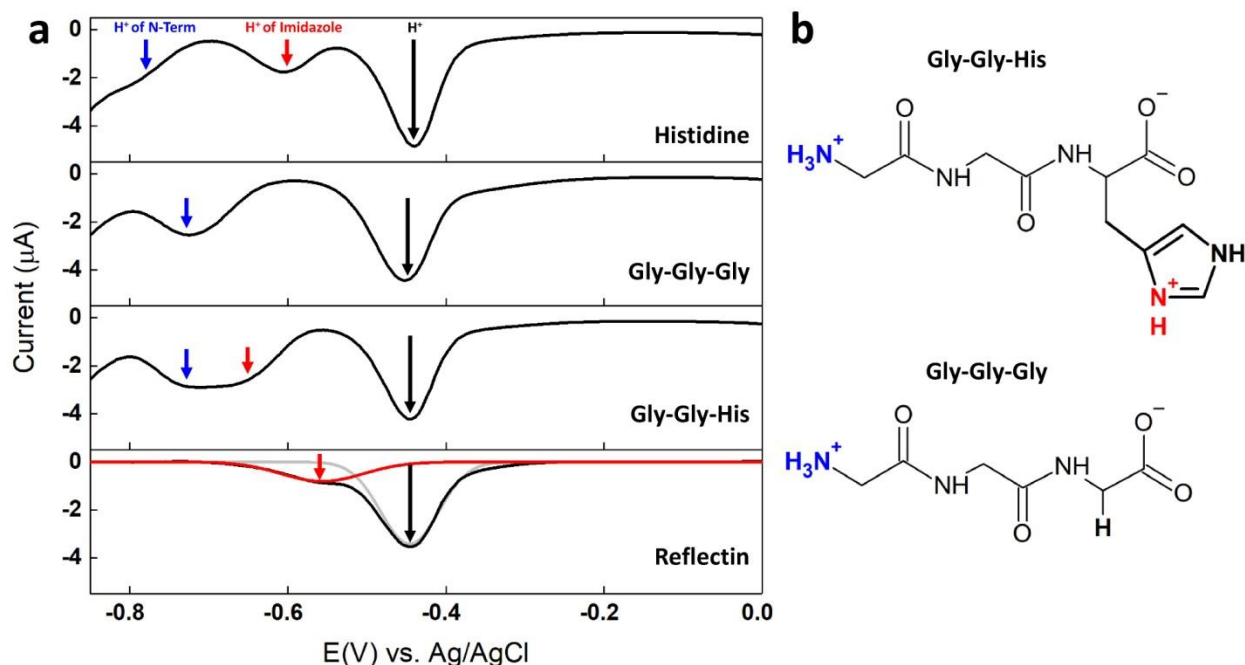 a
H⁺ of N-Term
H⁺ of Imidazole
H⁺
0
-2
-4
Histidine
0
-2
-4
Gly-Gly-Gly
0
-2
-4
Gly-Gly-His
0
-2
-4
Reflectin
-0.8
-0.6
-0.4
-0.2
0.0
Current (μA)
E(V) vs. Ag/AgCl
b
Gly-Gly-His
O
O⁻
H₃N⁺
NH
H
N
O
O
NH
N⁺
H
Gly-Gly-Gly
O
O⁻
H₃N⁺
NH
H
N
O
O
H